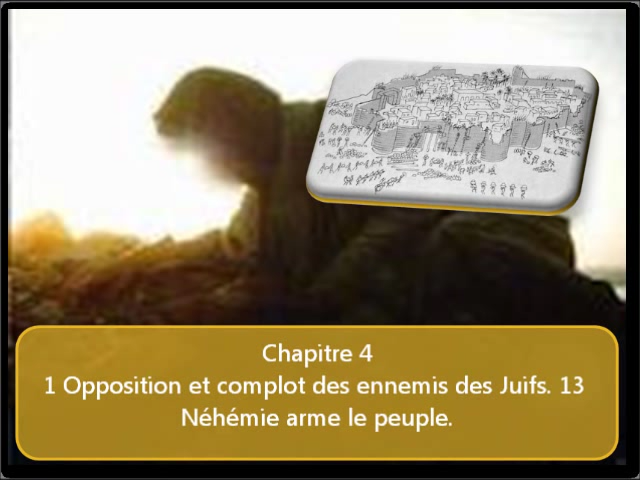 Chapitre 4
1 Opposition et complot des ennemis des Juifs. 13
Néhémie arme le peuple.